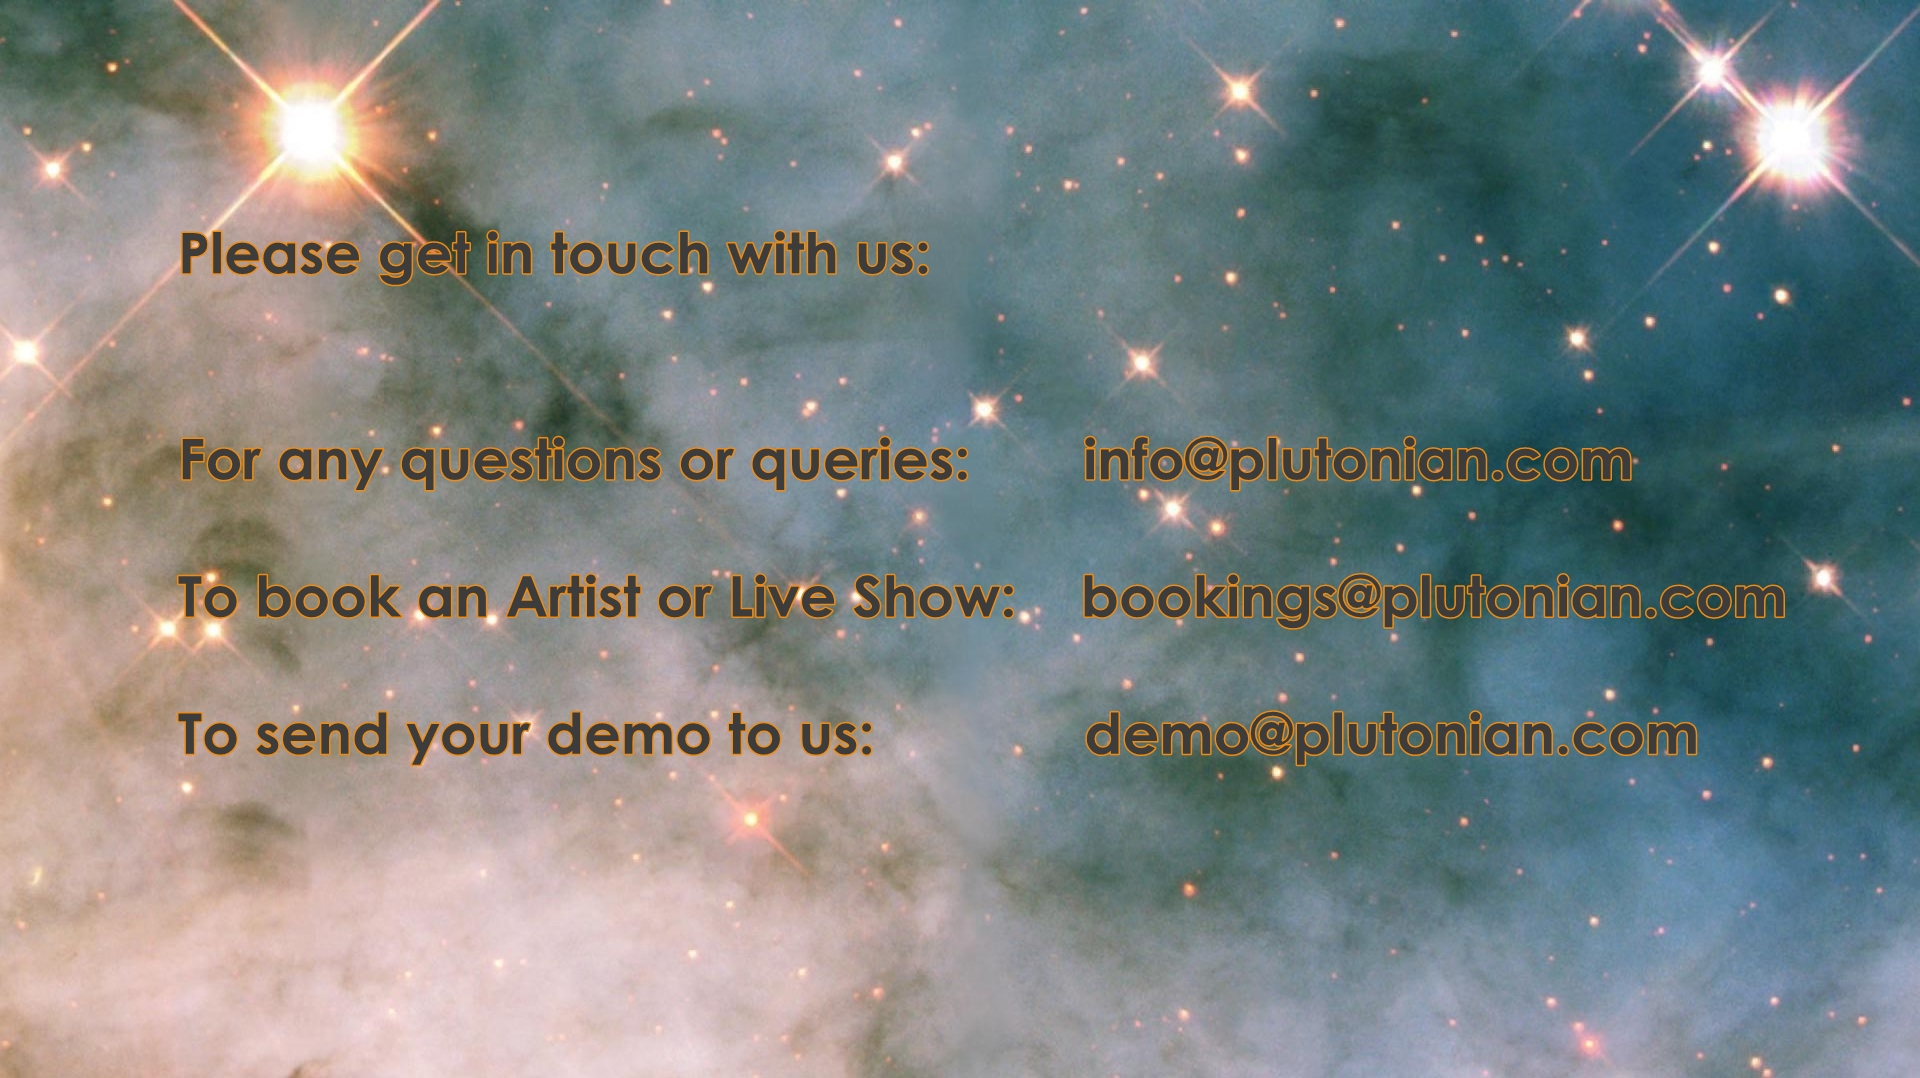 Please get in touch with us:
For any questions or queries: info@plutonian.com
To book an Artist or Live Show: bookings@plutonian.com
To send your demo to us: demo@plutonian.com